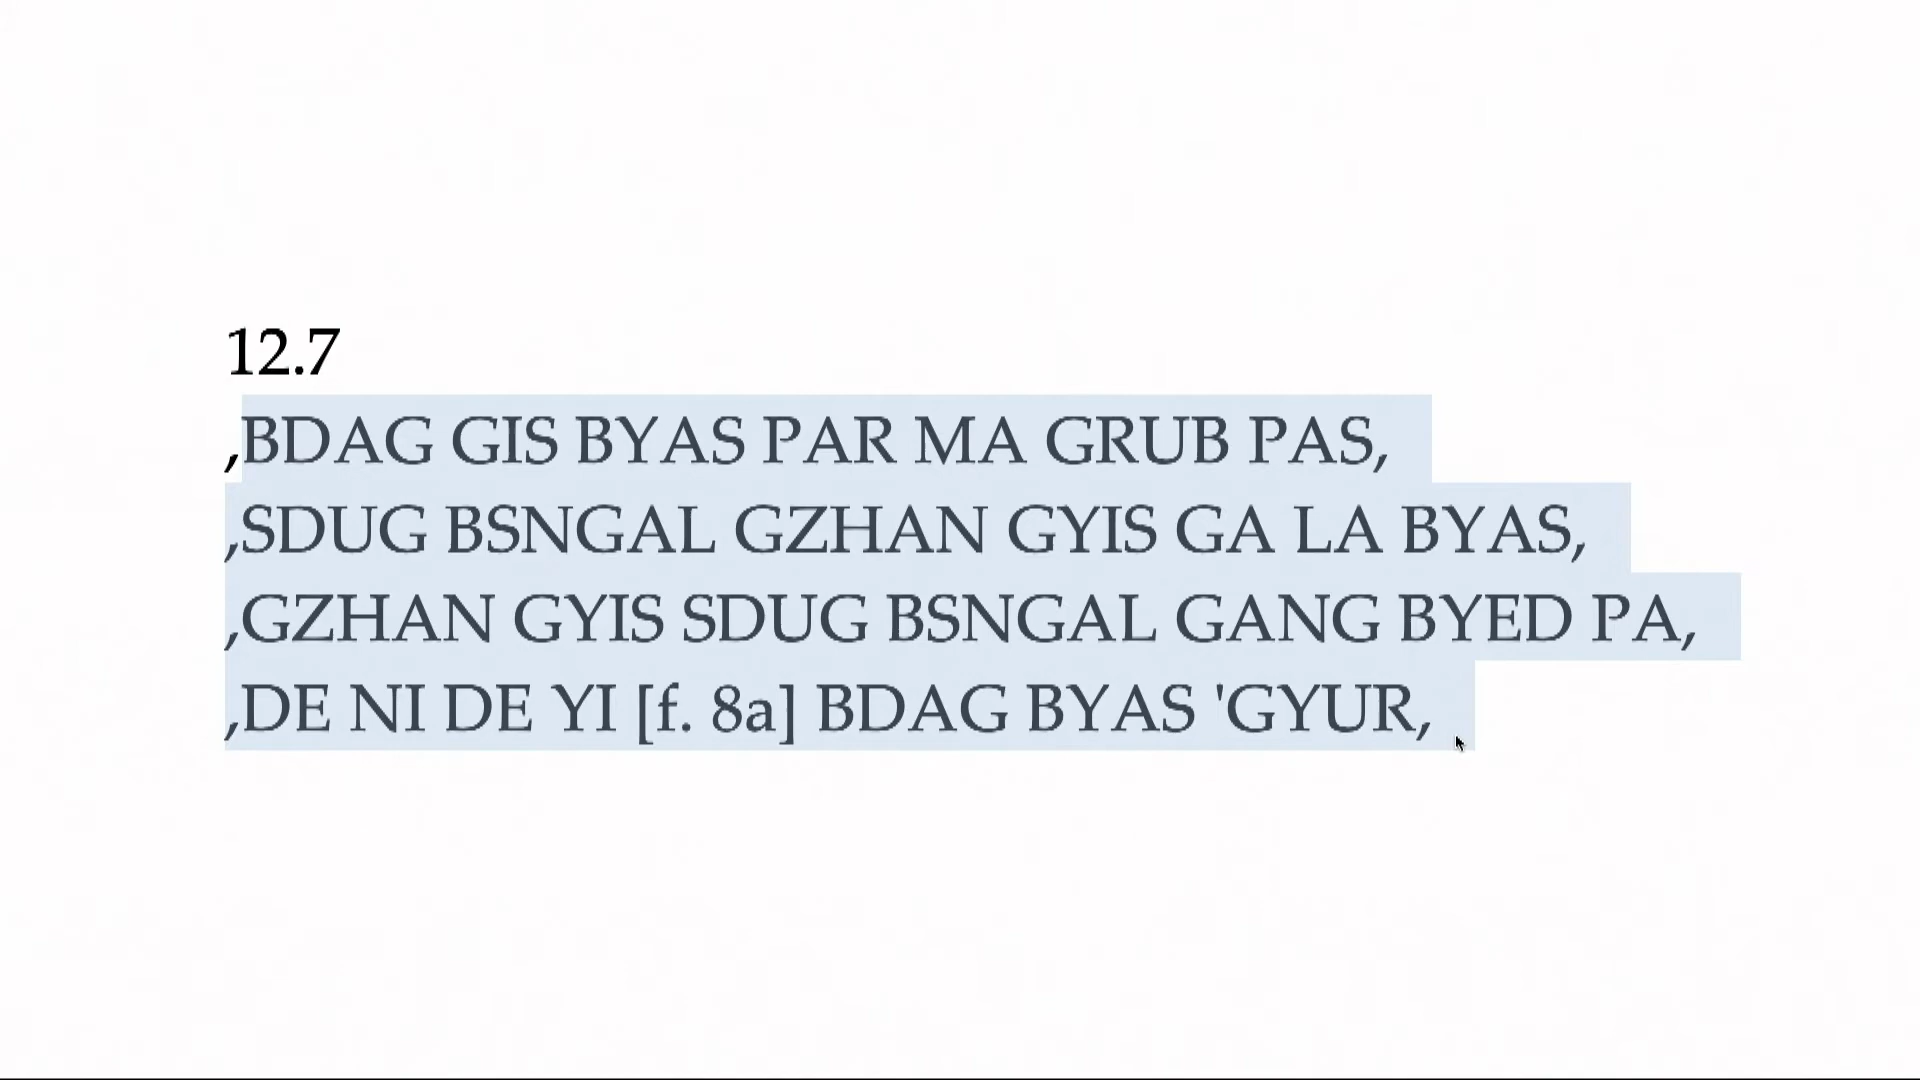 12.7
,BDAG GIS BYAS PAR MA GRUB PAS,
,SDUG BSNGAL GZHAN GYIS GA LA BYAS,
,GZHAN GYIS SDUG BSNGAL GANG BYED PA,
,DE NI DE YI [f. 8a] BDAG BYAS 'GYUR,